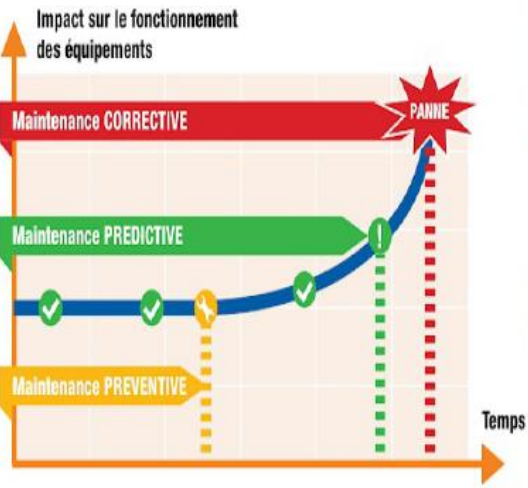 Impact sur le fonctionnement
des équipements
Maintenance CORRECTIVE
PANNE
Maintenance PREDICTIVE
!
Maintenance PREVENTIVE
Temps